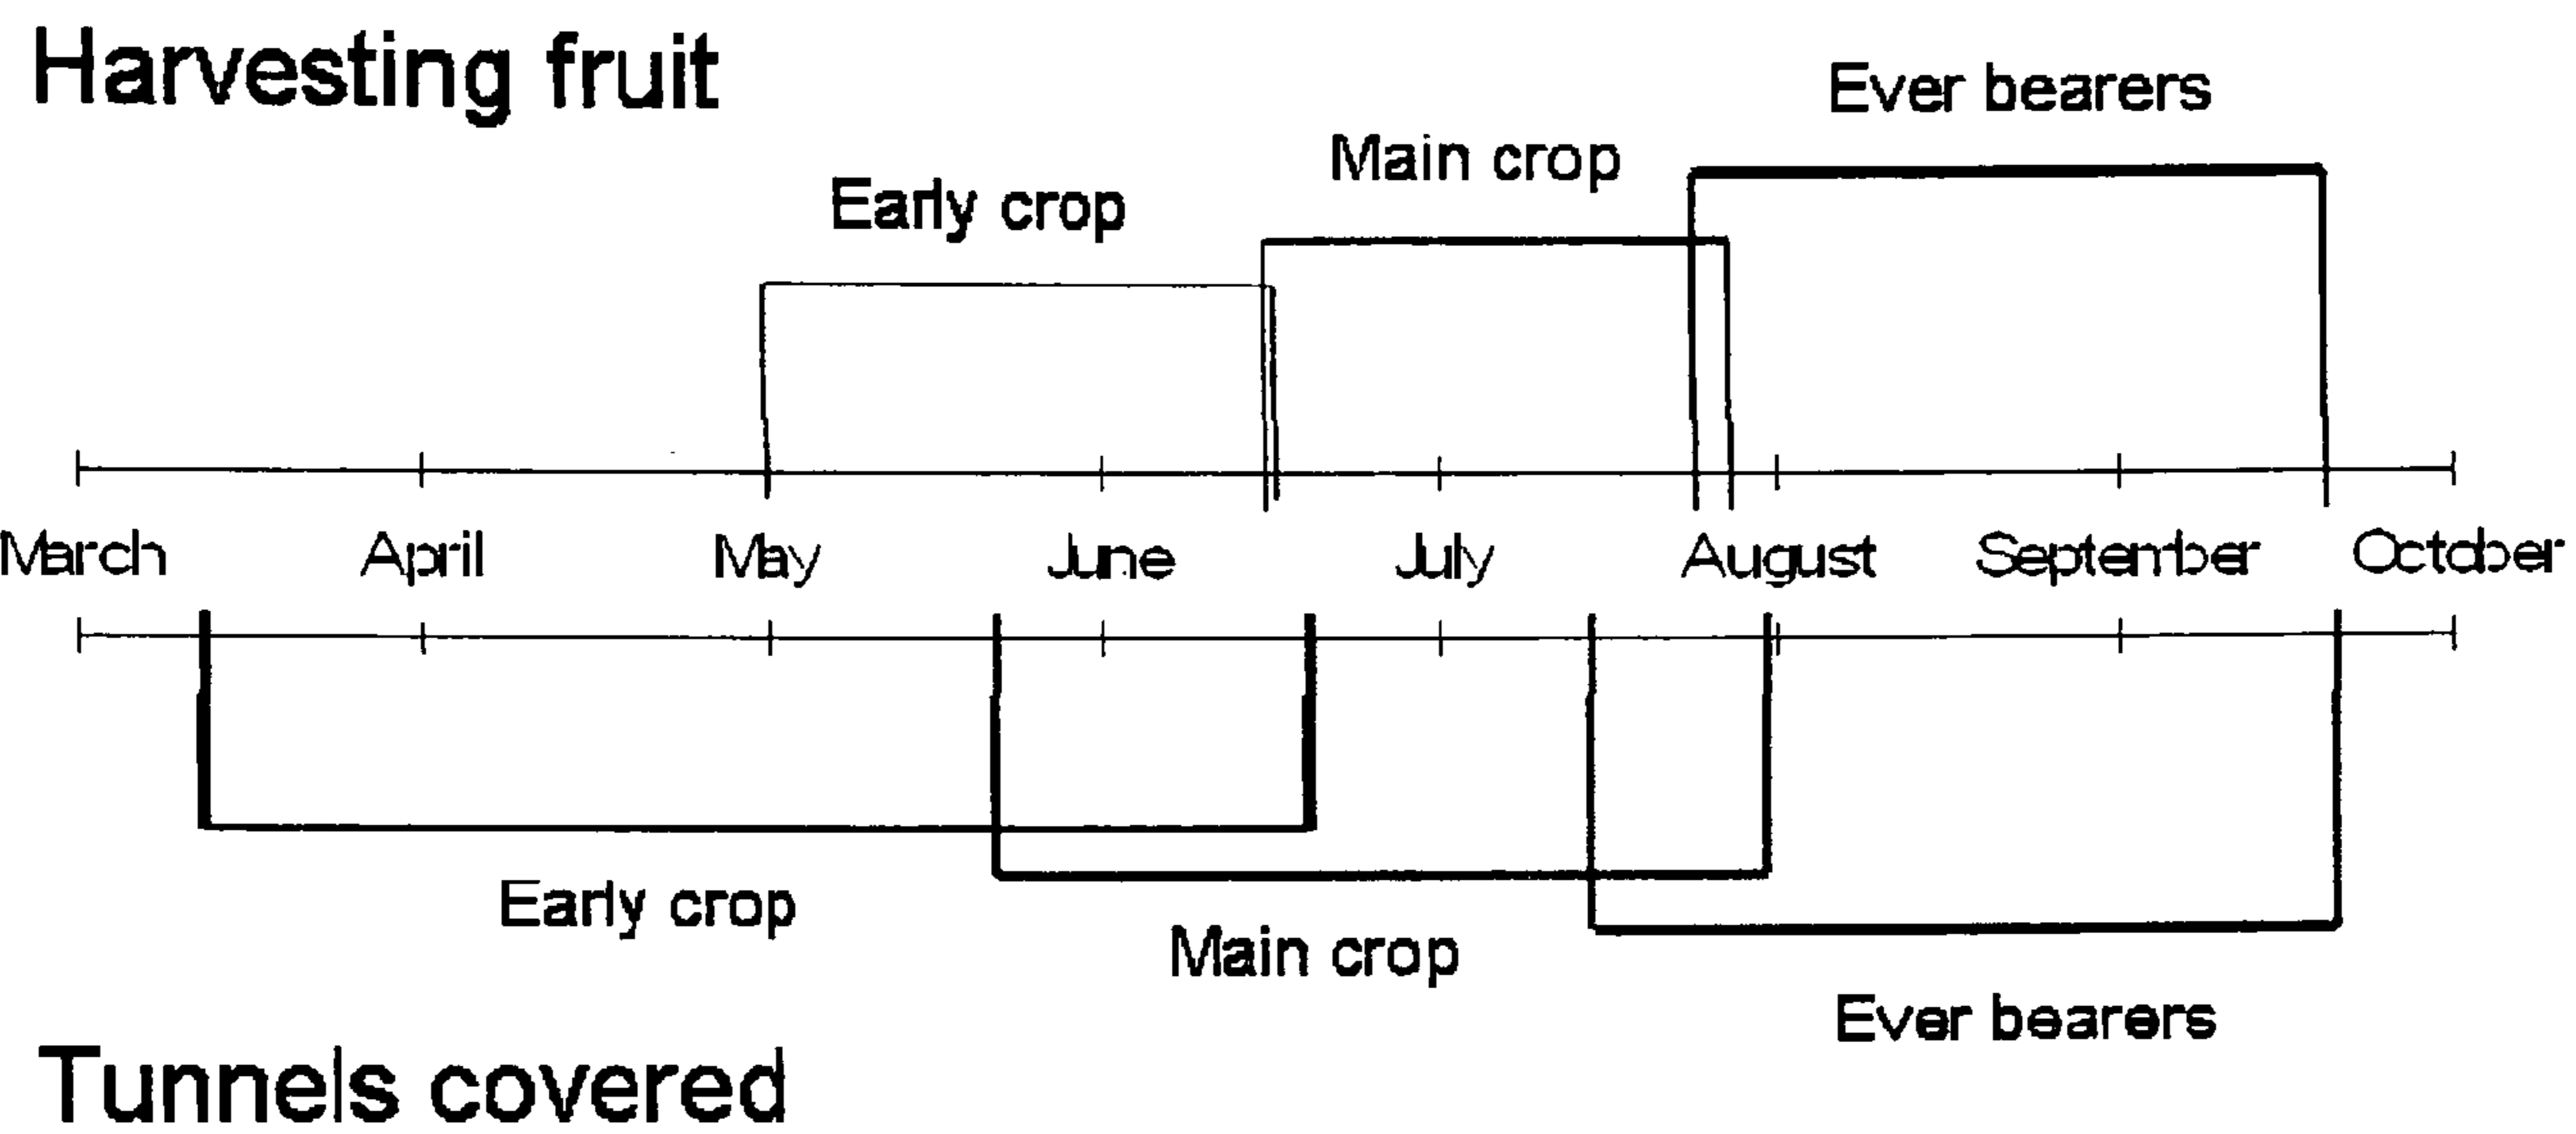 Harvesting fruit
Ever bearers
Main crop
Early crop
March April May June July August September October
Early crop
Main crop
Ever bearers
Tunnels covered